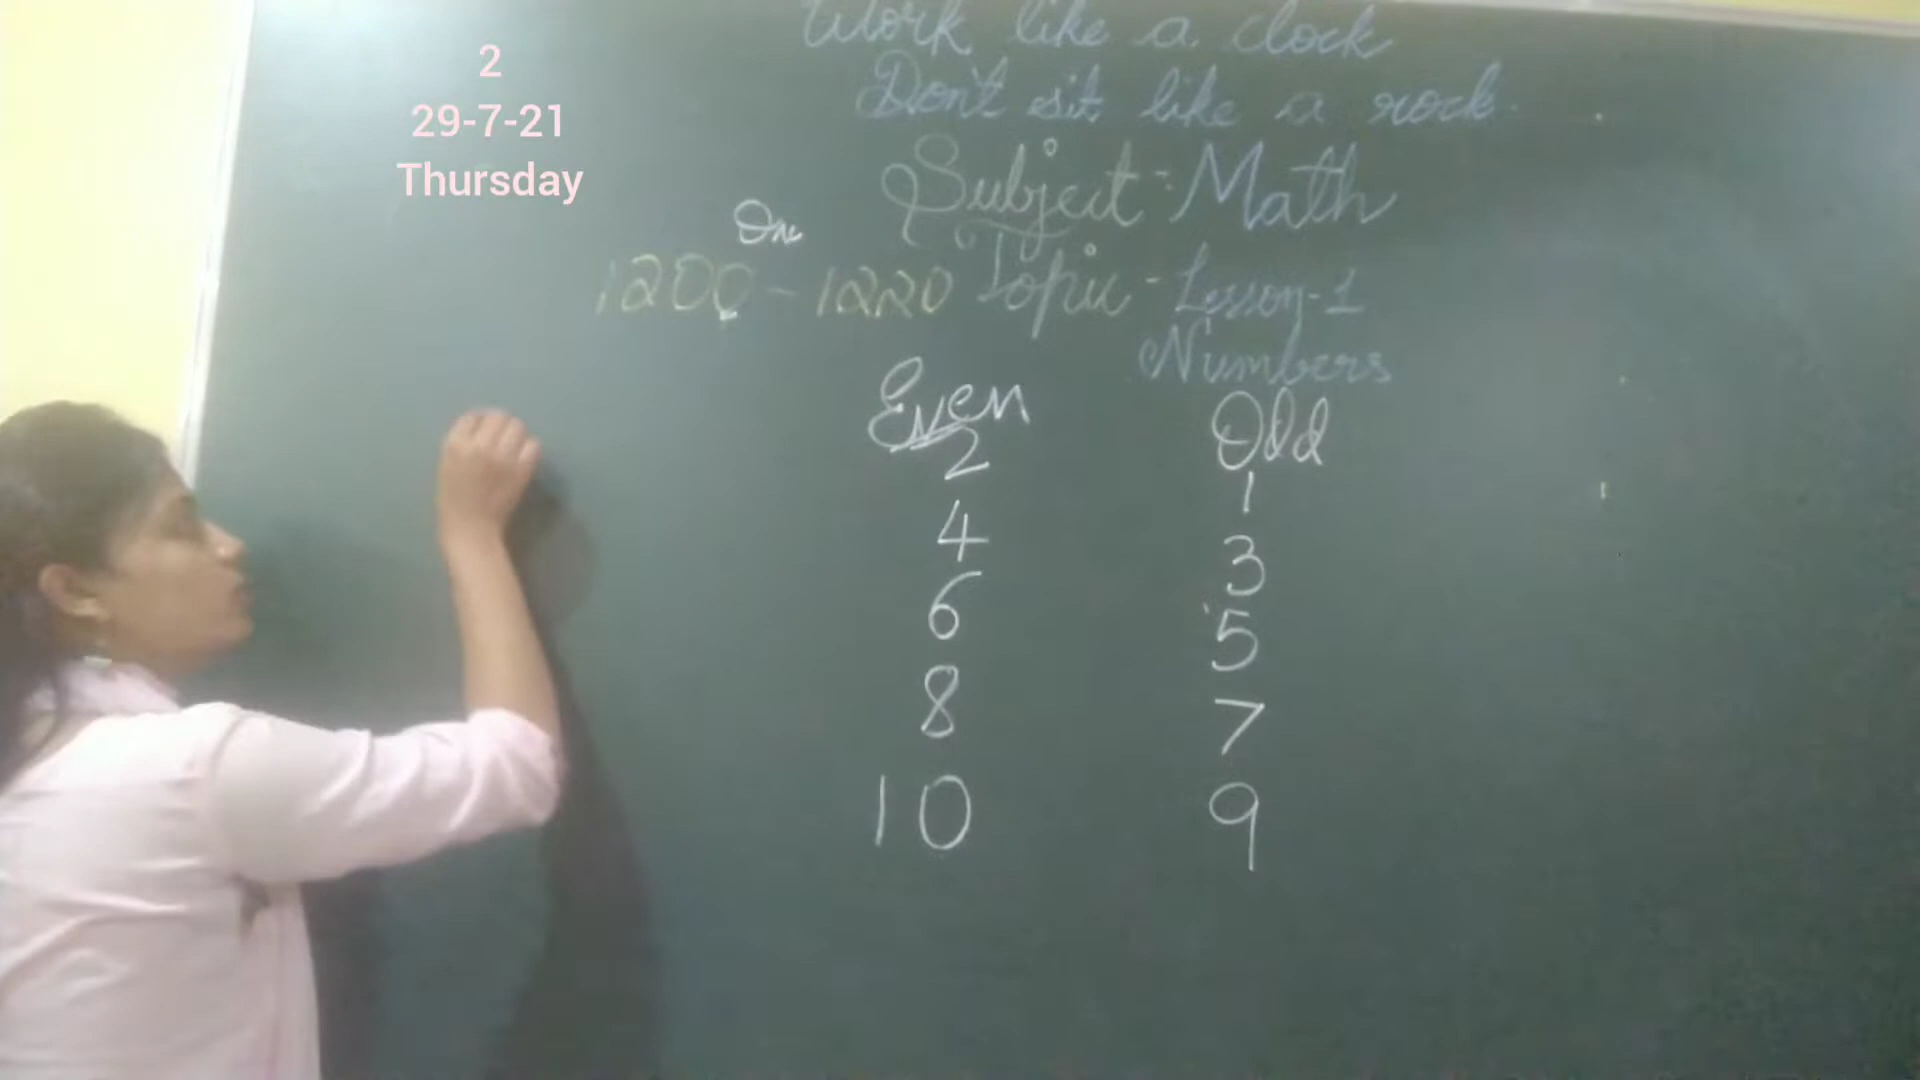 2
29-7-21
Thursday
Work like a clock
Don't sit like a rock.
Subject - Math
One
1200 - 1220 Topic - Lesson-1
Numbers
Even Odd
2 1
4 3
6 5
8 7
10 9